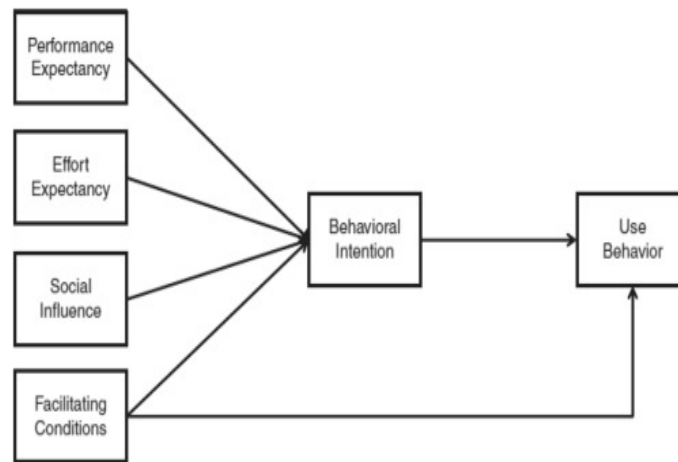 Performance
Expectancy
Effort
Expectancy
Social
Influence
Facilitating
Conditions
Behavioral
Intention
Use
Behavior